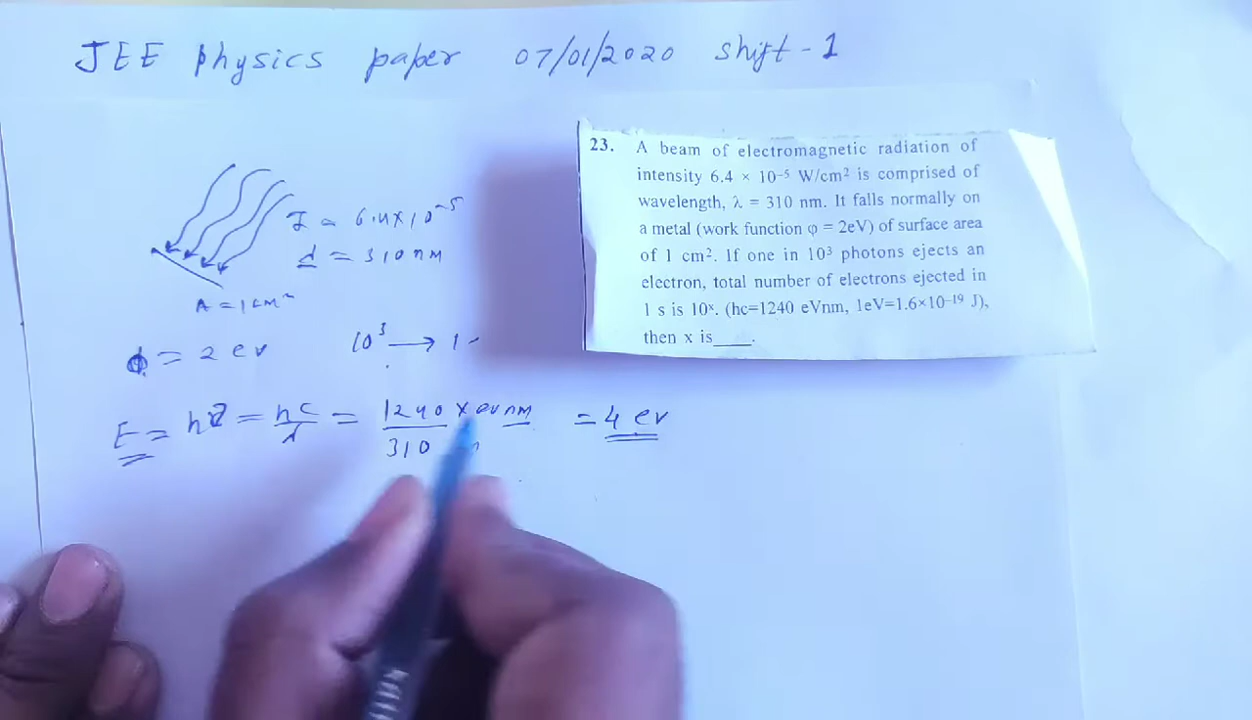 JEE physics paper 07/01/2020 shift-1
I = 6.4×10⁻⁵
λ = 310 nm
A = 1 cm²
ϕ = 2 ev 10³ → 1
E = hν = hc/λ = 1240 × ev nm / 310 = 4 ev
23. A beam of electromagnetic radiation of
intensity 6.4 × 10⁻⁵ W/cm² is comprised of
wavelength, λ = 310 nm. It falls normally on
a metal (work function φ = 2eV) of surface area
of 1 cm². If one in 10³ photons ejects an
electron, total number of electrons ejected in
1 s is 10ˣ. (hc=1240 eVnm, 1eV=1.6×10⁻¹⁹ J),
then x is____.